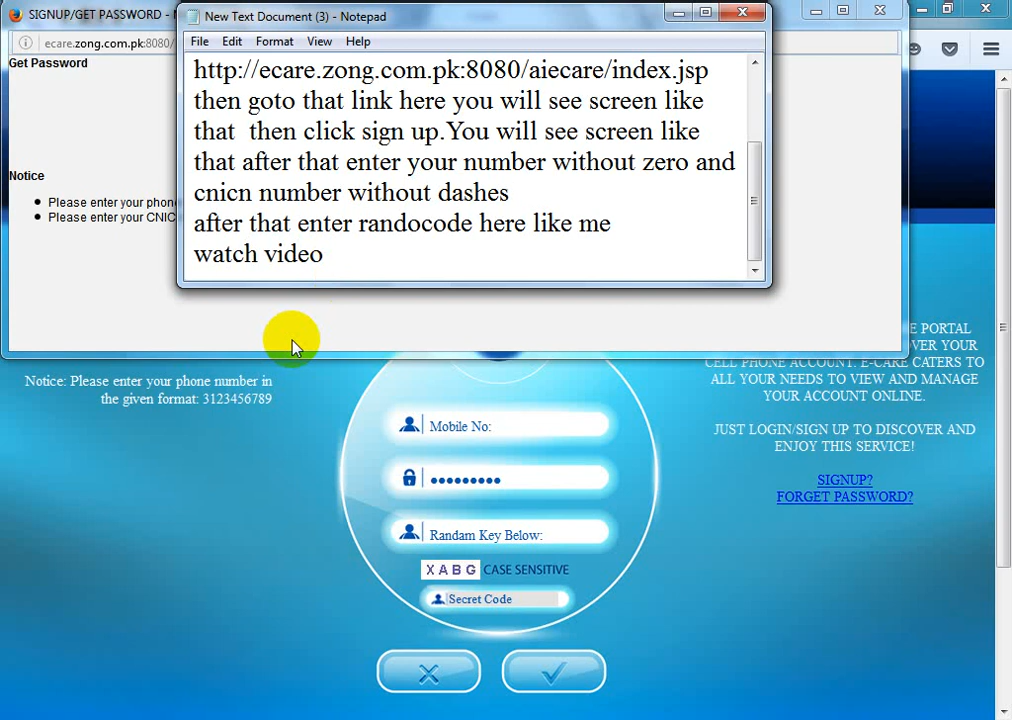 SIGNUP/GET PASSWORD -
New Text Document (3) - Notepad
ecare.zong.com.pk:8080/
File Edit Format View Help
Get Password
http://ecare.zong.com.pk:8080/aiecare/index.jsp
then goto that link here you will see screen like
that then click sign up.You will see screen like
that after that enter your number without zero and
cnicn number without dashes
after that enter randocode here like me
watch video
Notice
Please enter your phon
Please enter your CNIC
Notice: Please enter your phone number in
the given format: 3123456789
E PORTAL
OVER YOUR
CELL PHONE ACCOUNT. E-CARE CATERS TO
ALL YOUR NEEDS TO VIEW AND MANAGE
YOUR ACCOUNT ONLINE.
JUST LOGIN/SIGN UP TO DISCOVER AND
ENJOY THIS SERVICE!
SIGNUP?
FORGET PASSWORD?
Mobile No:
Randam Key Below:
X A B G CASE SENSITIVE
Secret Code